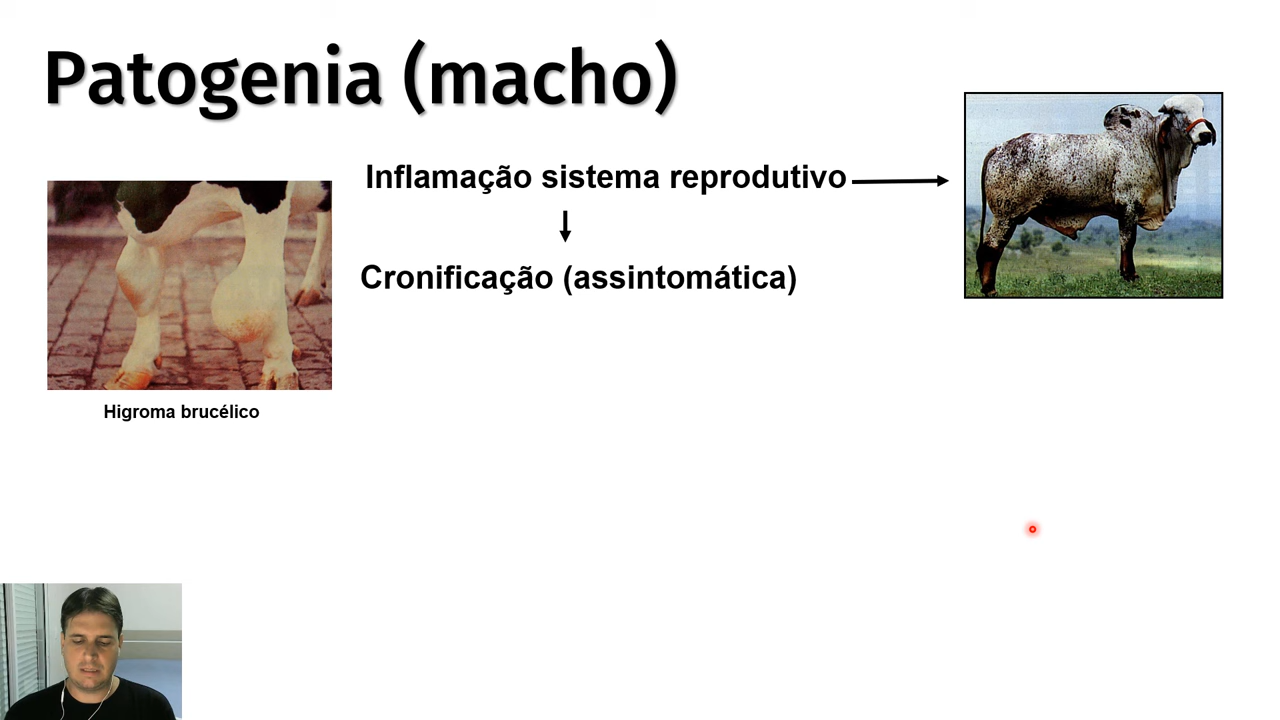 Patogenia (macho)
Inflamação sistema reprodutivo
Cronificação (assintomática)
Higroma brucélico